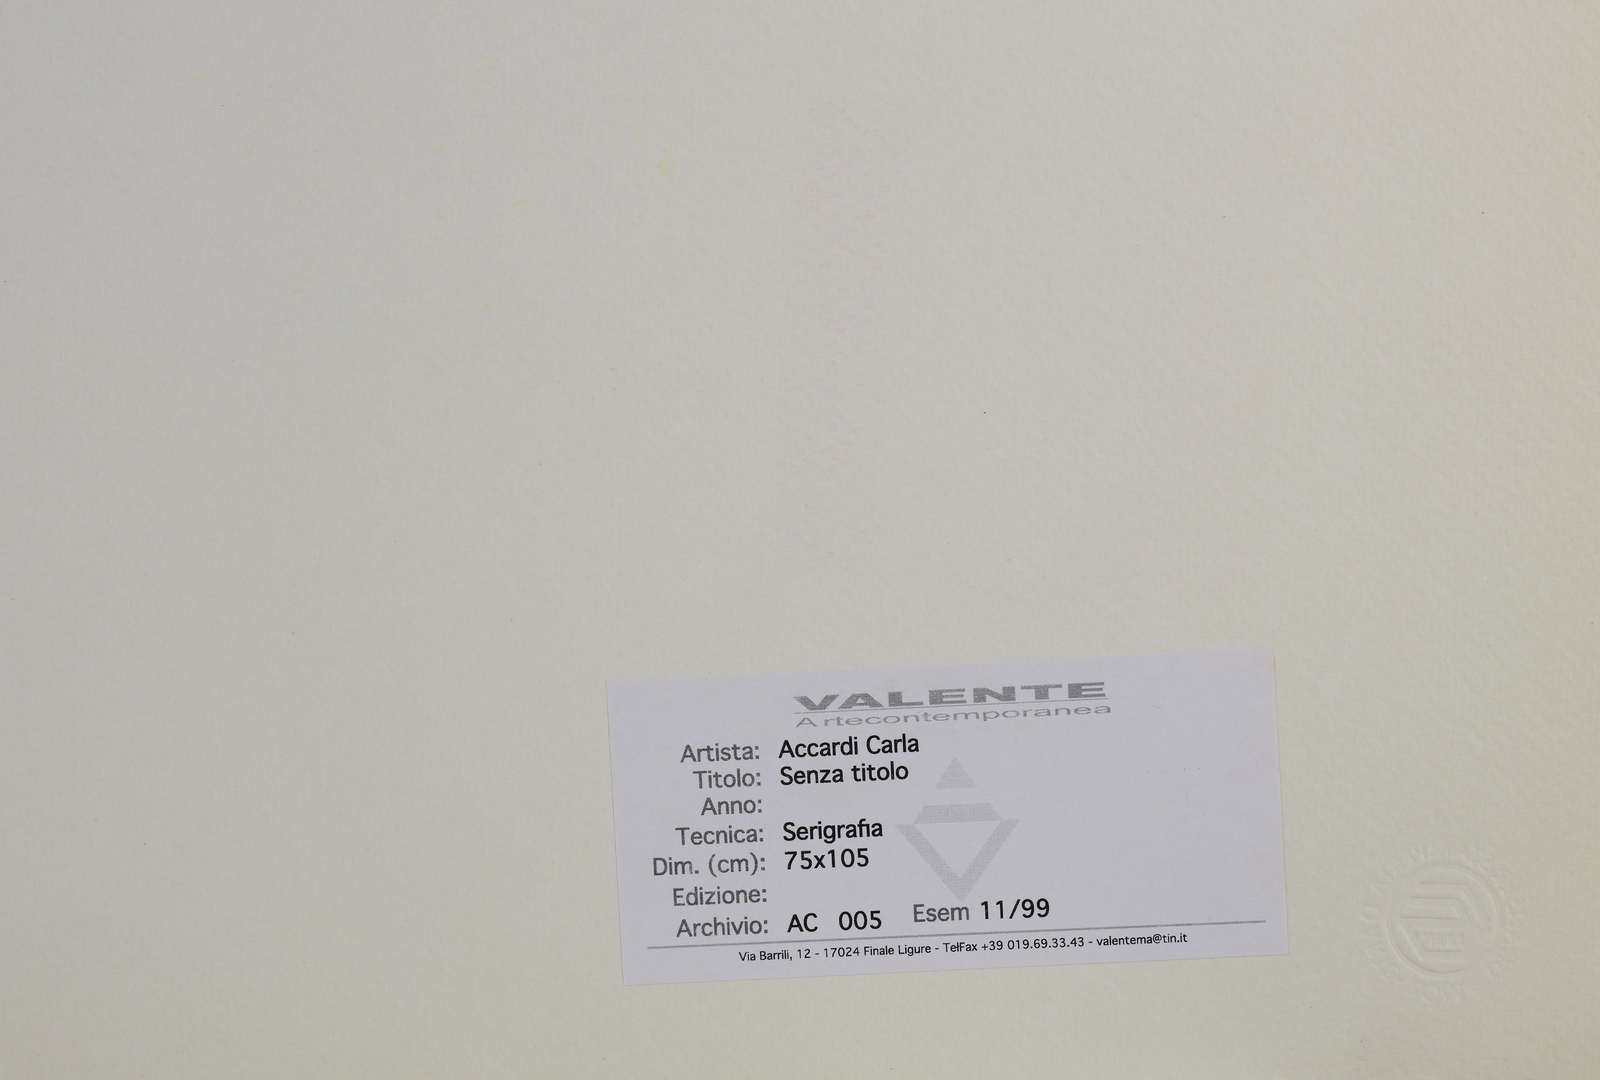 VALENTE
Artecontemporanea
Artista: Accardi Carla
Titolo: Senza titolo
Anno:
Tecnica: Serigrafia
Dim. (cm): 75x105
Edizione:
Archivio: AC 005 Esem 11/99
Via Barrili, 12 - 17024 Finale Ligure - TelFax +39 019.69.33.43 - valentema@tin.it